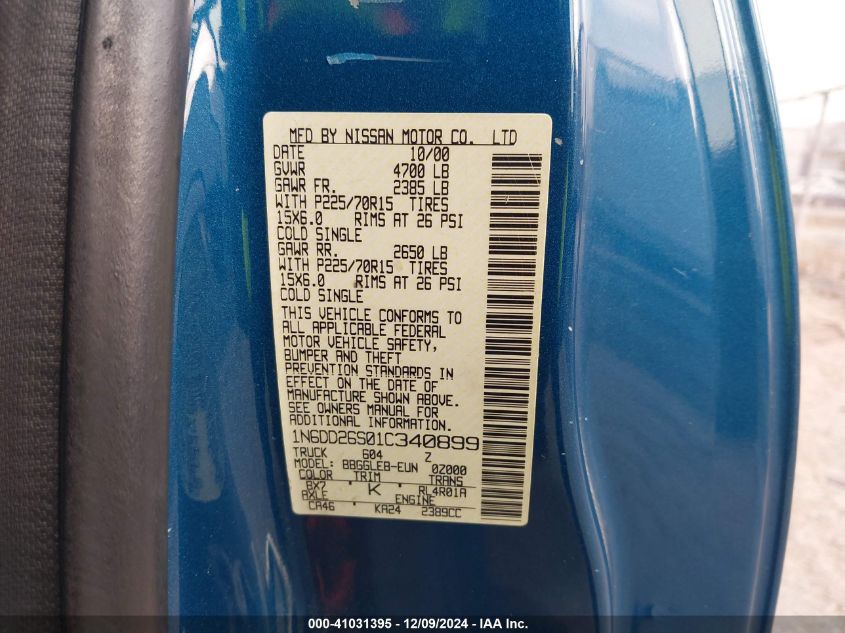 MFD BY NISSAN MOTOR CO. LTD
DATE 10/00
GVWR 4700 LB
GAWR FR. 2385 LB
WITH P225/70R15 TIRES
15X6.0 RIMS AT 26 PSI
COLD SINGLE
GAWR RR. 2650 LB
WITH P225/70R15 TIRES
15X6.0 RIMS AT 26 PSI
COLD SINGLE
THIS VEHICLE CONFORMS TO
ALL APPLICABLE FEDERAL
MOTOR VEHICLE SAFETY,
BUMPER AND THEFT
PREVENTION STANDARDS IN
EFFECT ON THE DATE OF
MANUFACTURE SHOWN ABOVE.
SEE OWNERS MANUAL FOR
ADDITIONAL INFORMATION.
1N6DD26S01C340899
TRUCK 604 Z
MODEL: BBGGLEB-EUN 0Z000
COLOR TRIM TRANS
BX7 K RL4R01A
AXLE ENGINE
CA46 KA24 2389CC
000-41031395 - 12/09/2024 - IAA Inc.